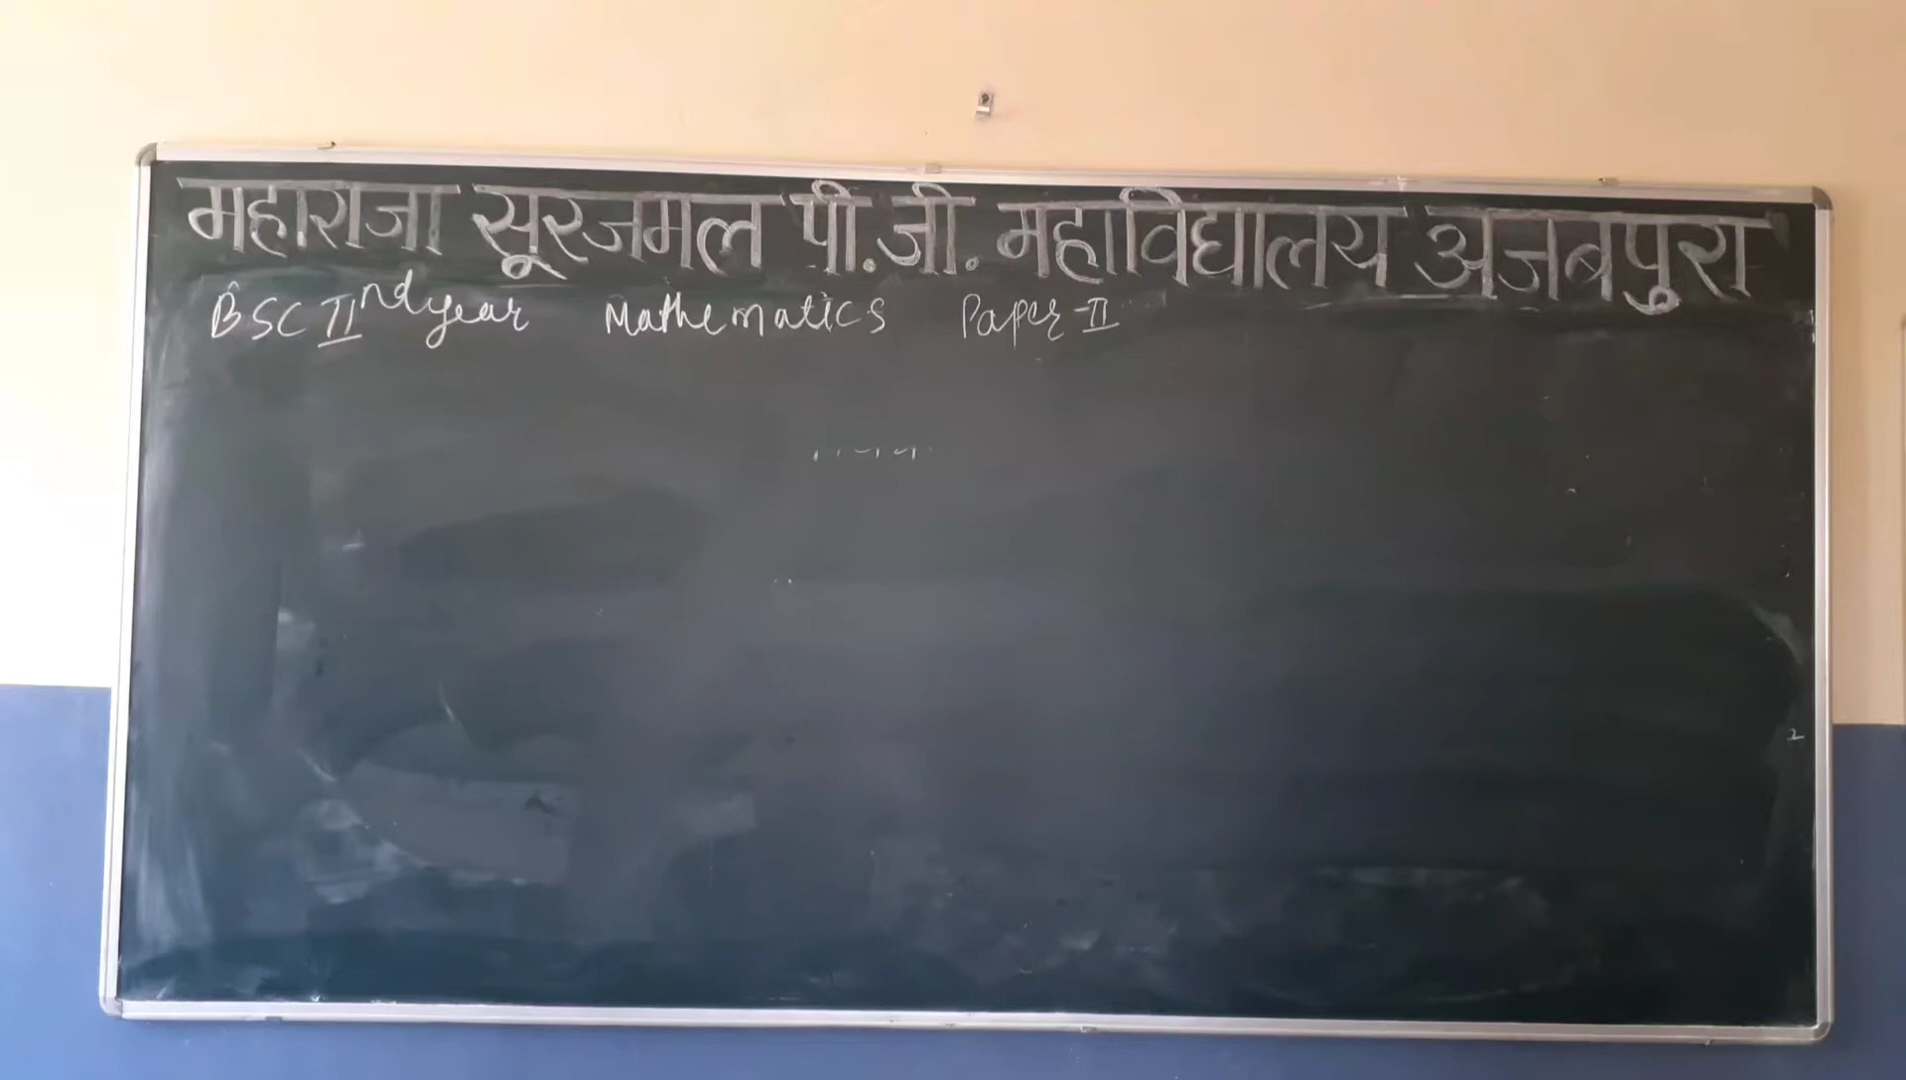 महाराजा सूरजमल पी.जी. महाविद्यालय अजबपुरा
BSC IInd year Mathematics Paper-II